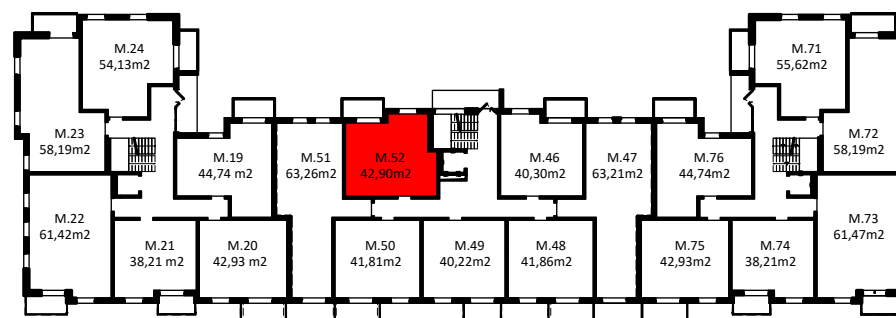 M.24
54,13m2
M.71
55,62m2
M.23
58,19m2
M.19
44,74 m2
M.51
63,26m2
M.52
42,90m2
M.46
40,30m2
M.47
63,21m2
M.76
44,74m2
M.72
58,19m2
M.22
61,42m2
M.21
38,21 m2
M.20
42,93 m2
M.50
41,81m2
M.49
40,22m2
M.48
41,86m2
M.75
42,93m2
M.74
38,21m2
M.73
61,47m2